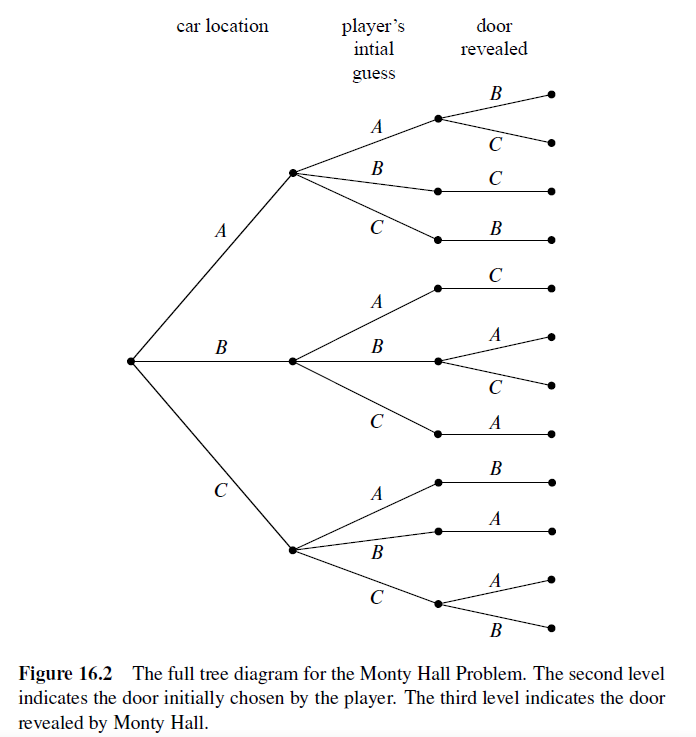 car location
player's
intial
guess
door
revealed
B
A
C
B
C
A
C
B
C
A
A
B
B
C
C
A
B
C
A
A
B
C
A
B
Figure 16.2 The full tree diagram for the Monty Hall Problem. The second level
indicates the door initially chosen by the player. The third level indicates the door
revealed by Monty Hall.